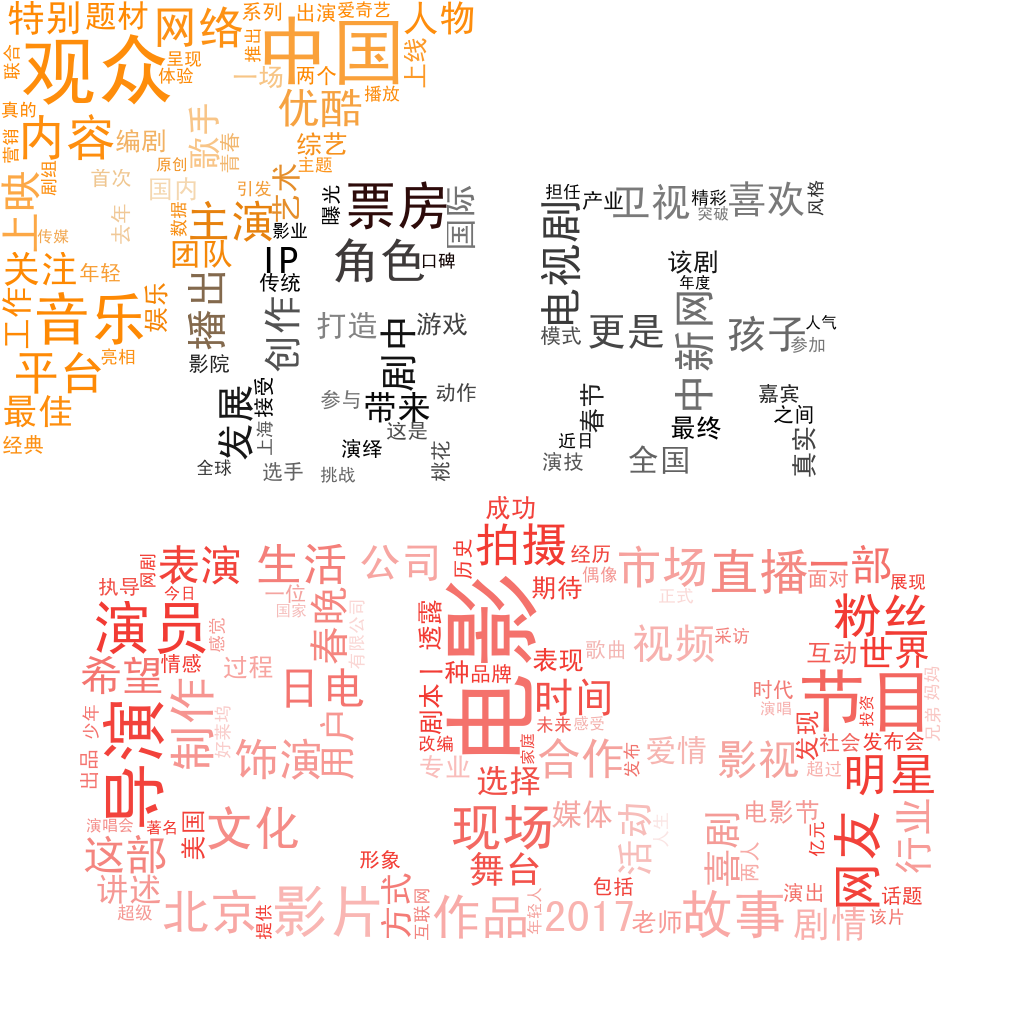 特别
题材
网络
系列
出演
爱奇艺
人物
联合
观众
呈现
体验
推出
中国
一场
两个
上线
播放
真的
营销
内容
编剧
歌手
青春
优酷
综艺
主题
剧组
首次
原创
国内
引发
艺术
上映
传媒
去年
数据
主演
影业
曝光
票房
国际
担任
产业
卫视
精彩
突破
喜欢
风格
关注
年轻
团队
IP
传统
角色
口碑
电视剧
该剧
年度
工作
音乐
娱乐
亮相
播出
影院
创作
打造
剧中
游戏
模式
更是
中新网
孩子
人气
参加
平台
最佳
经典
发展
接受
上海
参与
带来
动作
这是
演绎
春节
近日
最终
嘉宾
之间
真实
全球
选手
挑战
桃花
演技
全国
成功
拍摄
历史
经历
偶像
期待
网剧
表演
执导
今日
生活
公司
市场
直播
一部
面对
展现
正式
演员
感觉
一位
国家
春晚
有限公司
透露
电影
歌曲
视频
采访
粉丝
互动
世界
希望
情感
过程
日电
一种
品牌
表现
时间
时代
演唱
节目
投资
妈妈
兄弟
少年
出品
导演
制作
好莱坞
饰演
用户
剧本
改编
未来
感受
家庭
专业
合作
发布
爱情
影视
发现
社会
发布会
超过
明星
选择
演唱会
著名
美国
文化
现场
媒体
活动
人生
喜剧
两人
电影节
亿元
网友
行业
这部
讲述
超级
形象
舞台
包括
方式
互联网
北京
提供
影片
作品
年轻人
2017
老师
故事
演出
剧情
话题
该片